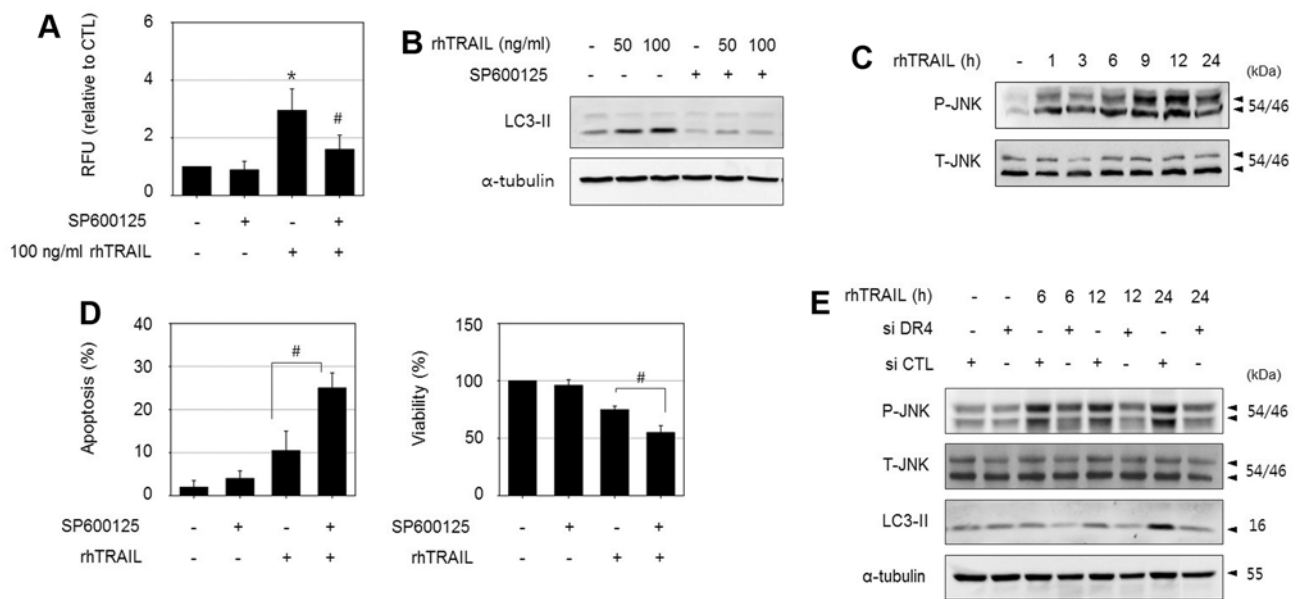 A
RFU (relative to CTL)
6
4
2
0
*
#
SP600125 - + - +
100 ng/ml rhTRAIL - - + +
B
rhTRAIL (ng/ml) - 50 100 - 50 100
SP600125 - - - + + +
LC3-II
α-tubulin
C
rhTRAIL (h) - 1 3 6 9 12 24
(kDa)
P-JNK 54/46
T-JNK 54/46
D
Apoptosis (%)
40
30
20
10
0
#
SP600125 - + - +
rhTRAIL - - + +
Viability (%)
150
100
50
0
#
SP600125 - + - +
rhTRAIL - - + +
E
rhTRAIL (h) - - 6 6 12 12 24 24
si DR4 - + - + - + - +
si CTL + - + - + - + -
(kDa)
P-JNK 54/46
T-JNK 54/46
LC3-II 16
α-tubulin 55